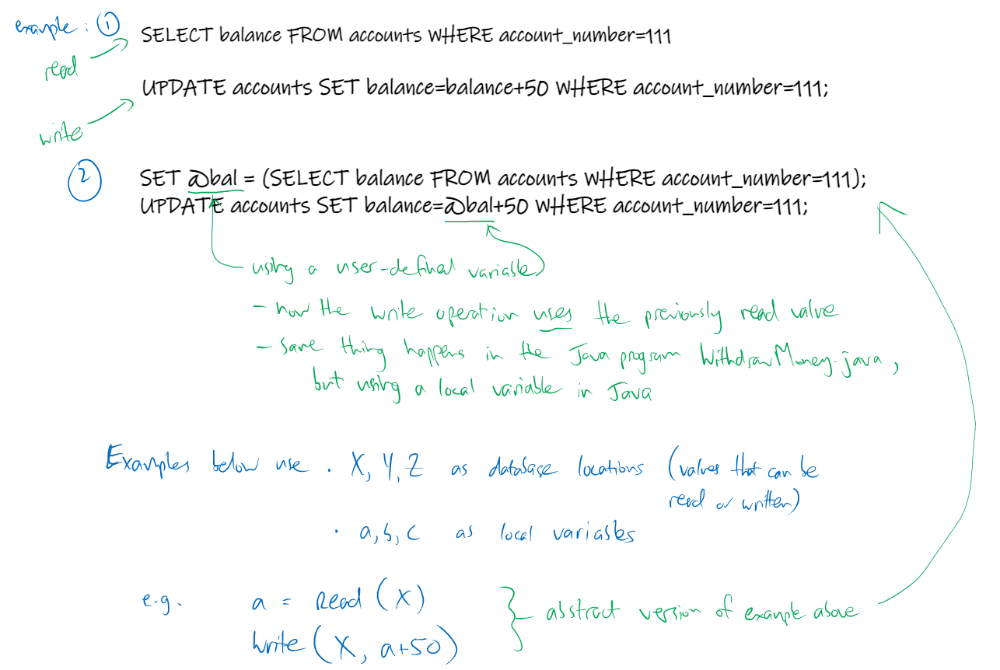 example: ①
SELECT balance FROM accounts WHERE account_number=111
read
UPDATE accounts SET balance=balance+50 WHERE account_number=111;
write
②
SET @bal = (SELECT balance FROM accounts WHERE account_number=111);
UPDATE accounts SET balance=@bal+50 WHERE account_number=111;
using a user-defined variable
- now the write operation uses the previously read value
- same thing happens in the Java program WithdrawMoney.java,
but using a local variable in Java
Examples below use • X, Y, Z as database locations (values that can be
read or written)
• a, b, c as local variables
e.g. a = read (X)
write (X, a+50)
abstract version of example above